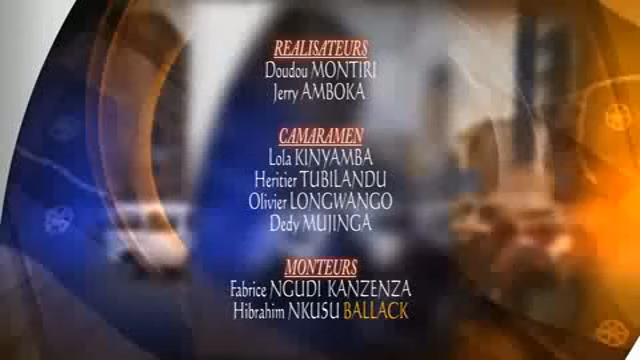 REALISATEURS
Doudou MONTIRI
Jerry AMBOKA
CAMARAMEN
Lola KINYAMBA
Heritier TUBILANDU
Olivier LONGWANGO
Dedy MUJINGA
MONTEURS
Fabrice NGUDI KANZENZA
Hibrahim NKUSU BALLACK